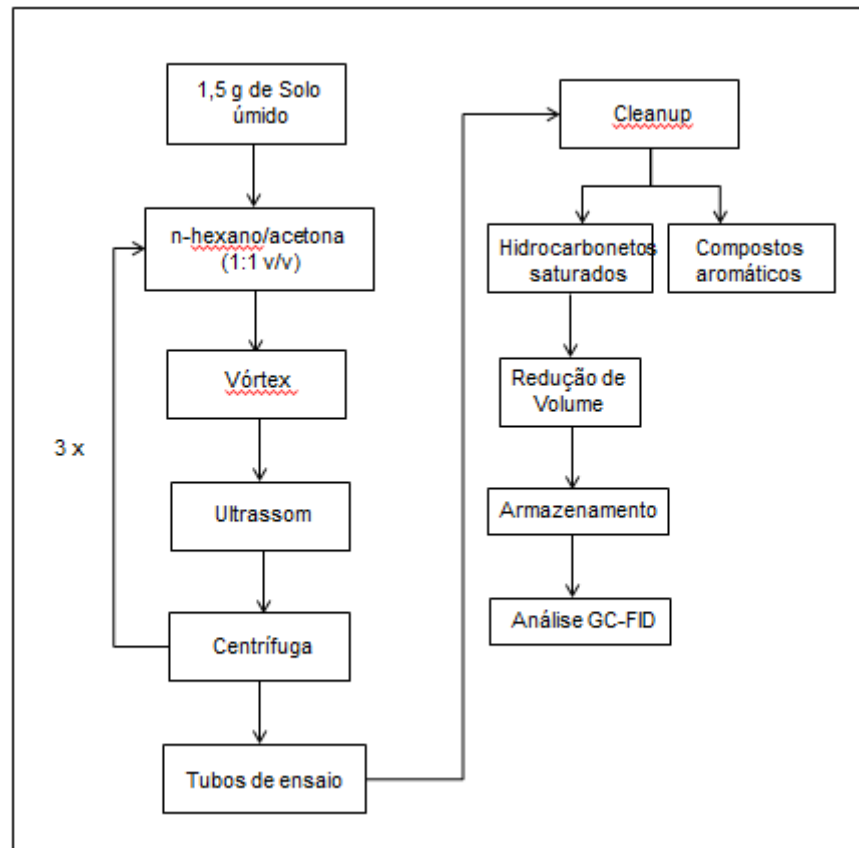 1,5 g de Solo
úmido
n-hexano/acetona
(1:1 v/v)
Vórtex
3 x
Ultrassom
Centrífuga
Tubos de ensaio
Cleanup
Hidrocarbonetos
saturados
Compostos
aromáticos
Redução de
Volume
Armazenamento
Análise GC-FID